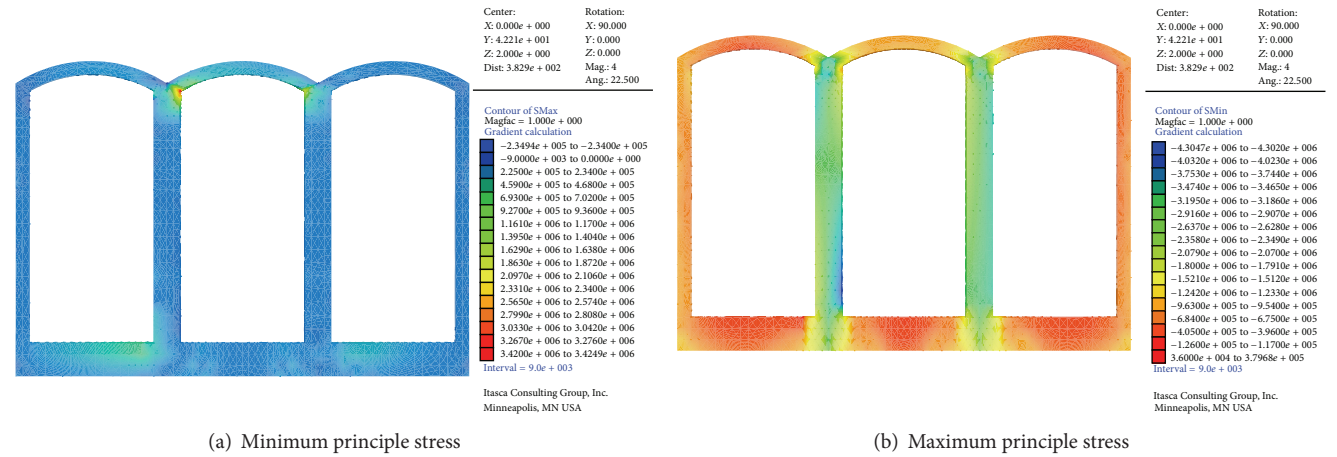 Center:
X: 0.000e + 000
Y: 4.221e + 001
Z: 2.000e + 000
Dist: 3.829e + 002
Rotation:
X: 90.000
Y: 0.000
Z: 0.000
Mag.: 4
Ang.: 22.500
Contour of SMax
Magfac = 1.000e + 000
Gradient calculation
−2.3494e + 005 to −2.3400e + 005
−9.0000e + 003 to 0.0000e + 000
2.2500e + 005 to 2.3400e + 005
4.5900e + 005 to 4.6800e + 005
6.9300e + 005 to 7.0200e + 005
9.2700e + 005 to 9.3600e + 005
1.1610e + 006 to 1.1700e + 006
1.3950e + 006 to 1.4040e + 006
1.6290e + 006 to 1.6380e + 006
1.8630e + 006 to 1.8720e + 006
2.0970e + 006 to 2.1060e + 006
2.3310e + 006 to 2.3400e + 006
2.5650e + 006 to 2.5740e + 006
2.7990e + 006 to 2.8080e + 006
3.0330e + 006 to 3.0420e + 006
3.2670e + 006 to 3.2760e + 006
3.4200e + 006 to 3.4249e + 006
Interval = 9.0e + 003
Itasca Consulting Group, Inc.
Minneapolis, MN USA
(a) Minimum principle stress
Center:
X: 0.000e + 000
Y: 4.221e + 001
Z: 2.000e + 000
Dist: 3.829e + 002
Rotation:
X: 90.000
Y: 0.000
Z: 0.000
Mag.: 4
Ang.: 22.500
Contour of SMin
Magfac = 1.000e + 000
Gradient calculation
−4.3047e + 006 to −4.3020e + 006
−4.0320e + 006 to −4.0230e + 006
−3.7530e + 006 to −3.7440e + 006
−3.4740e + 006 to −3.4650e + 006
−3.1950e + 006 to −3.1860e + 006
−2.9160e + 006 to −2.9070e + 006
−2.6370e + 006 to −2.6280e + 006
−2.3580e + 006 to −2.3490e + 006
−2.0790e + 006 to −2.0700e + 006
−1.8000e + 006 to −1.7910e + 006
−1.5210e + 006 to −1.5120e + 006
−1.2420e + 006 to −1.2330e + 006
−9.6300e + 005 to −9.5400e + 005
−6.8400e + 005 to −6.7500e + 005
−4.0500e + 005 to −3.9600e + 005
−1.2600e + 005 to −1.1700e + 005
3.6000e + 004 to 3.7968e + 005
Interval = 9.0e + 003
Itasca Consulting Group, Inc.
Minneapolis, MN USA
(b) Maximum principle stress